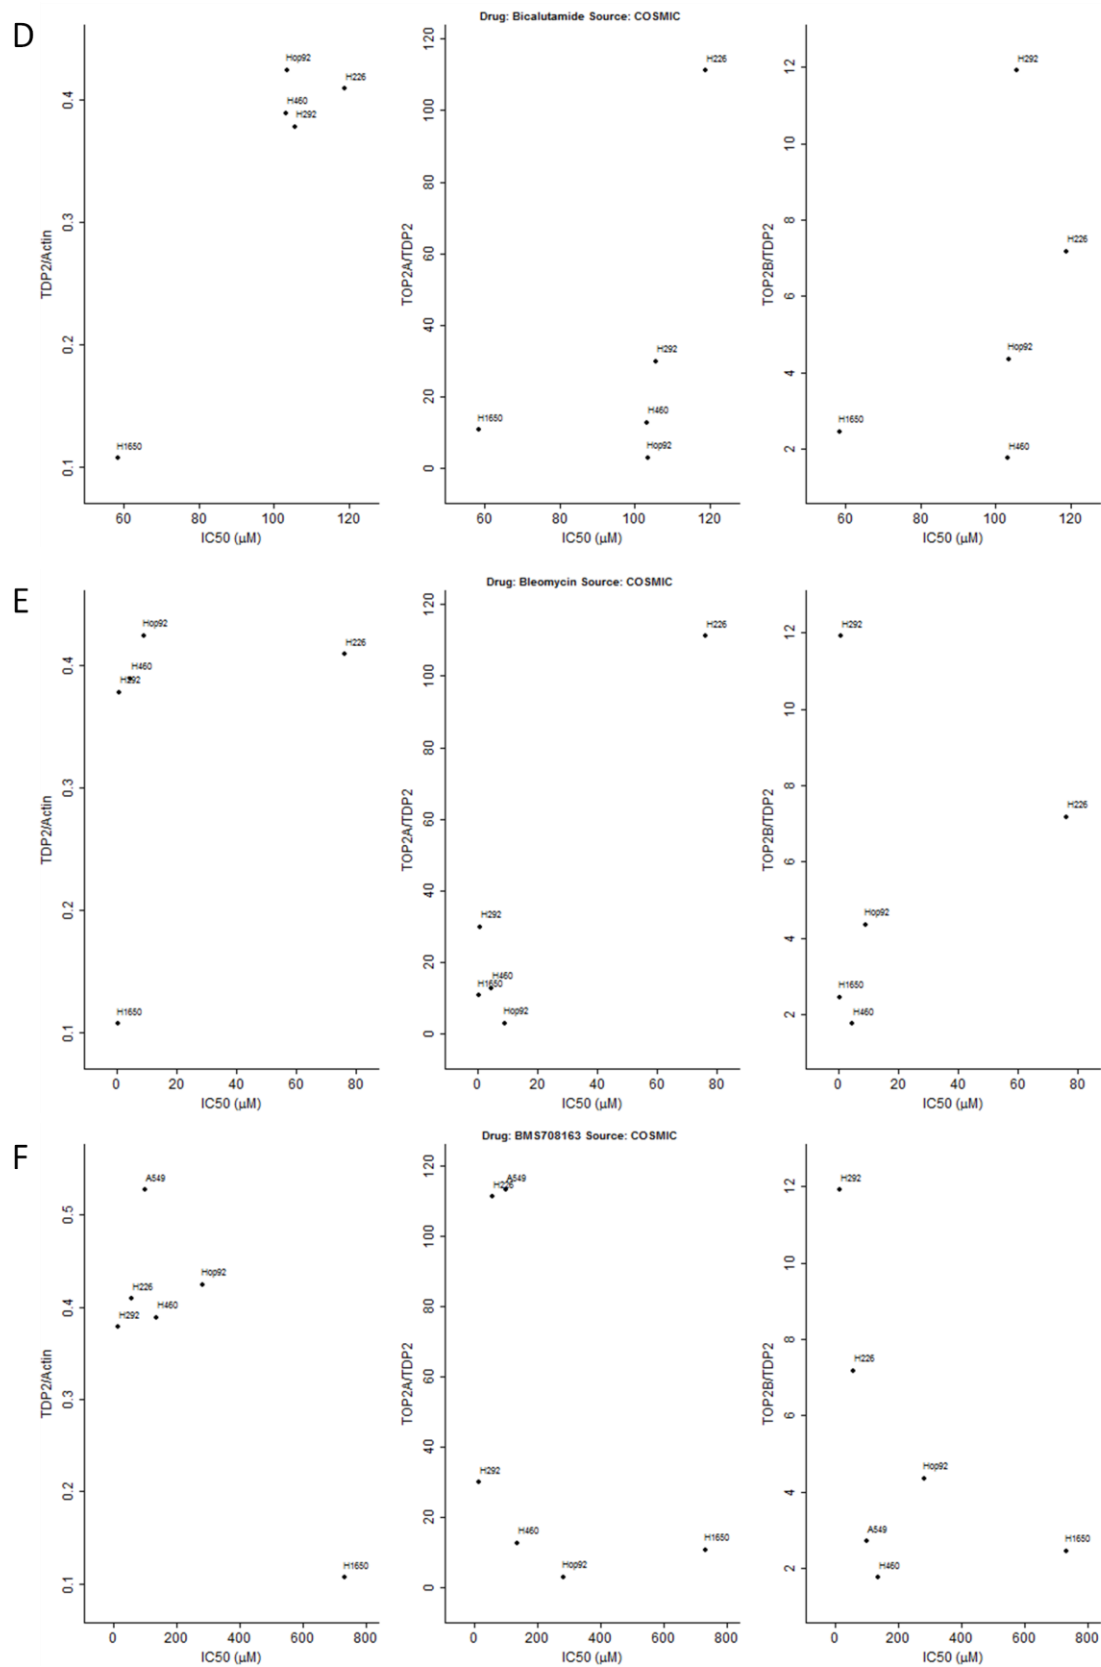 D
Drug: Bicalutamide Source: COSMIC
TDP2/Actin
0.4
0.3
0.2
0.1
Hop92
H226
H460
H292
H1650
60
80
100
120
IC50 (µM)
TOP2A/TDP2
120
100
80
60
40
20
0
H226
H292
H460
H1650
Hop92
60
80
100
120
IC50 (µM)
TOP2B/TDP2
12
10
8
6
4
2
H292
H226
Hop92
H1650
H460
60
80
100
120
IC50 (µM)
E
Drug: Bleomycin Source: COSMIC
TDP2/Actin
0.4
0.3
0.2
0.1
Hop92
H226
H460
H292
H1650
0
20
40
60
80
IC50 (µM)
TOP2A/TDP2
120
100
80
60
40
20
0
H226
H292
H460
H1650
Hop92
0
20
40
60
80
IC50 (µM)
TOP2B/TDP2
12
10
8
6
4
2
H292
H226
Hop92
H1650
H460
0
20
40
60
80
IC50 (µM)
F
Drug: BMS708163 Source: COSMIC
TDP2/Actin
0.5
0.4
0.3
0.2
0.1
A549
Hop92
H226
H460
H292
H1650
0
200
400
600
800
IC50 (µM)
TOP2A/TDP2
120
100
80
60
40
20
0
A549
H226
H292
H460
H1650
Hop92
0
200
400
600
800
IC50 (µM)
TOP2B/TDP2
12
10
8
6
4
2
H292
H226
Hop92
A549
H1650
H460
0
200
400
600
800
IC50 (µM)